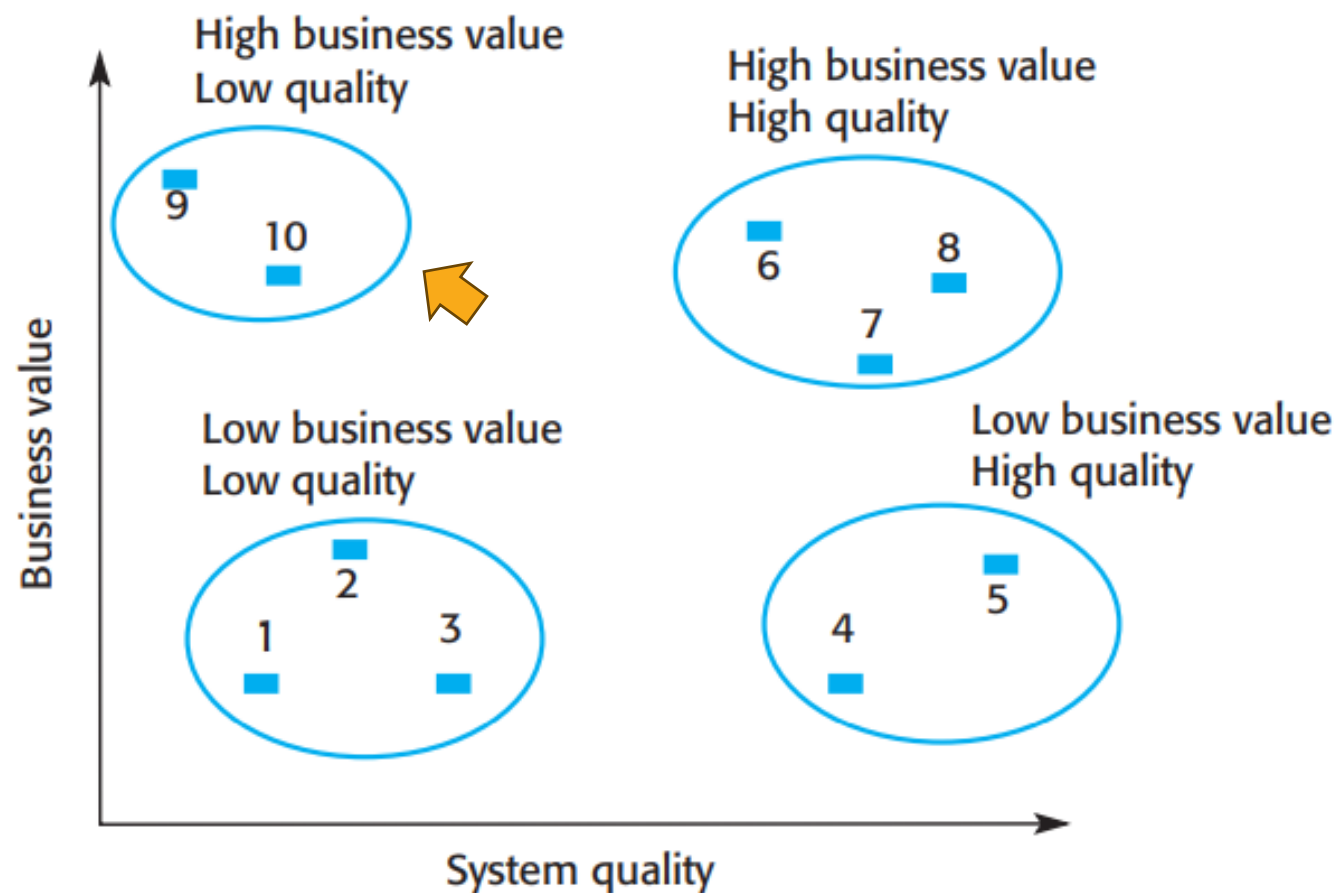 High business value
Low quality
High business value
High quality
9
10
6
8
7
Business value
Low business value
Low quality
Low business value
High quality
2
1
3
5
4
System quality